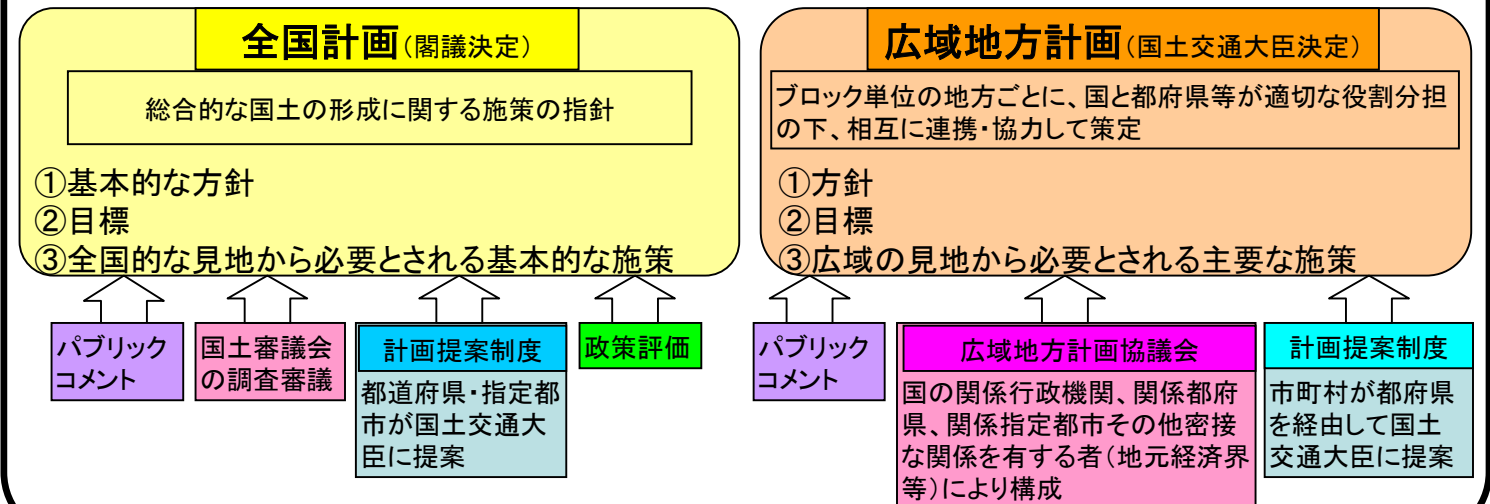 全国計画(閣議決定)
総合的な国土の形成に関する施策の指針
①基本的な方針
②目標
③全国的な見地から必要とされる基本的な施策
パブリック
コメント
国土審議会
の調査審議
計画提案制度
都道府県・指定都
市が国土交通大
臣に提案
政策評価
広域地方計画(国土交通大臣決定)
ブロック単位の地方ごとに、国と都府県等が適切な役割分担
の下、相互に連携・協力して策定
①方針
②目標
③広域の見地から必要とされる主要な施策
パブリック
コメント
広域地方計画協議会
国の関係行政機関、関係都府
県、関係指定都市その他密接
な関係を有する者(地元経済界
等)により構成
計画提案制度
市町村が都府県
を経由して国土
交通大臣に提案